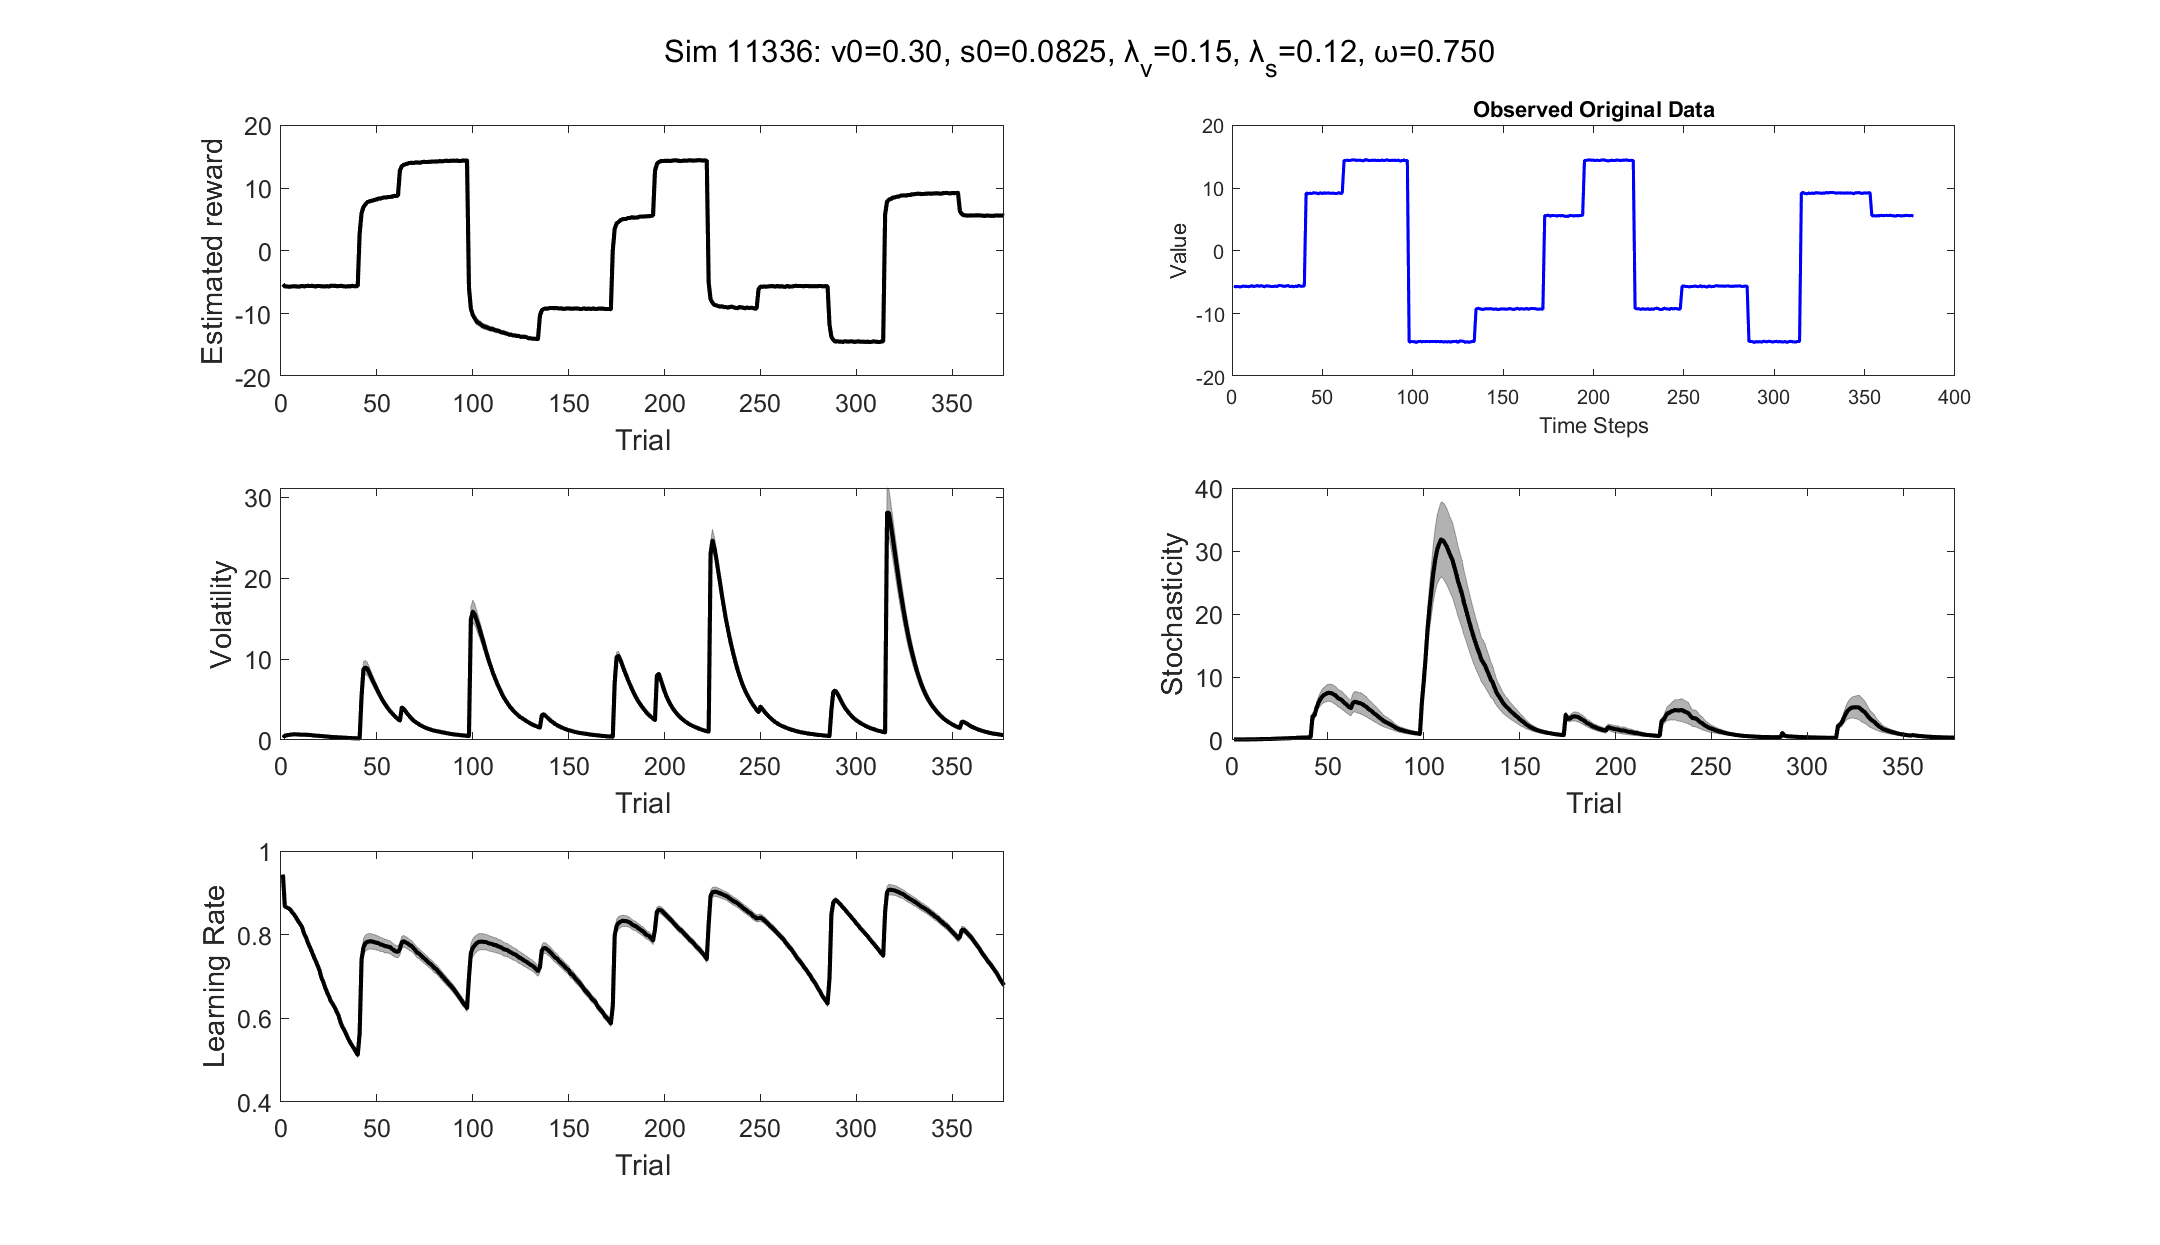 Sim 11336: v0=0.30, s0=0.0825, λ_v=0.15, λ_s=0.12, ω=0.750
20
10
0
-10
-20
Estimated reward
0 50 100 150 200 250 300 350
Trial
Observed Original Data
20
10
0
-10
-20
Value
0 50 100 150 200 250 300 350 400
Time Steps
30
20
10
0
Volatility
0 50 100 150 200 250 300 350
Trial
40
30
20
10
0
Stochasticity
0 50 100 150 200 250 300 350
Trial
1
0.8
0.6
0.4
Learning Rate
0 50 100 150 200 250 300 350
Trial